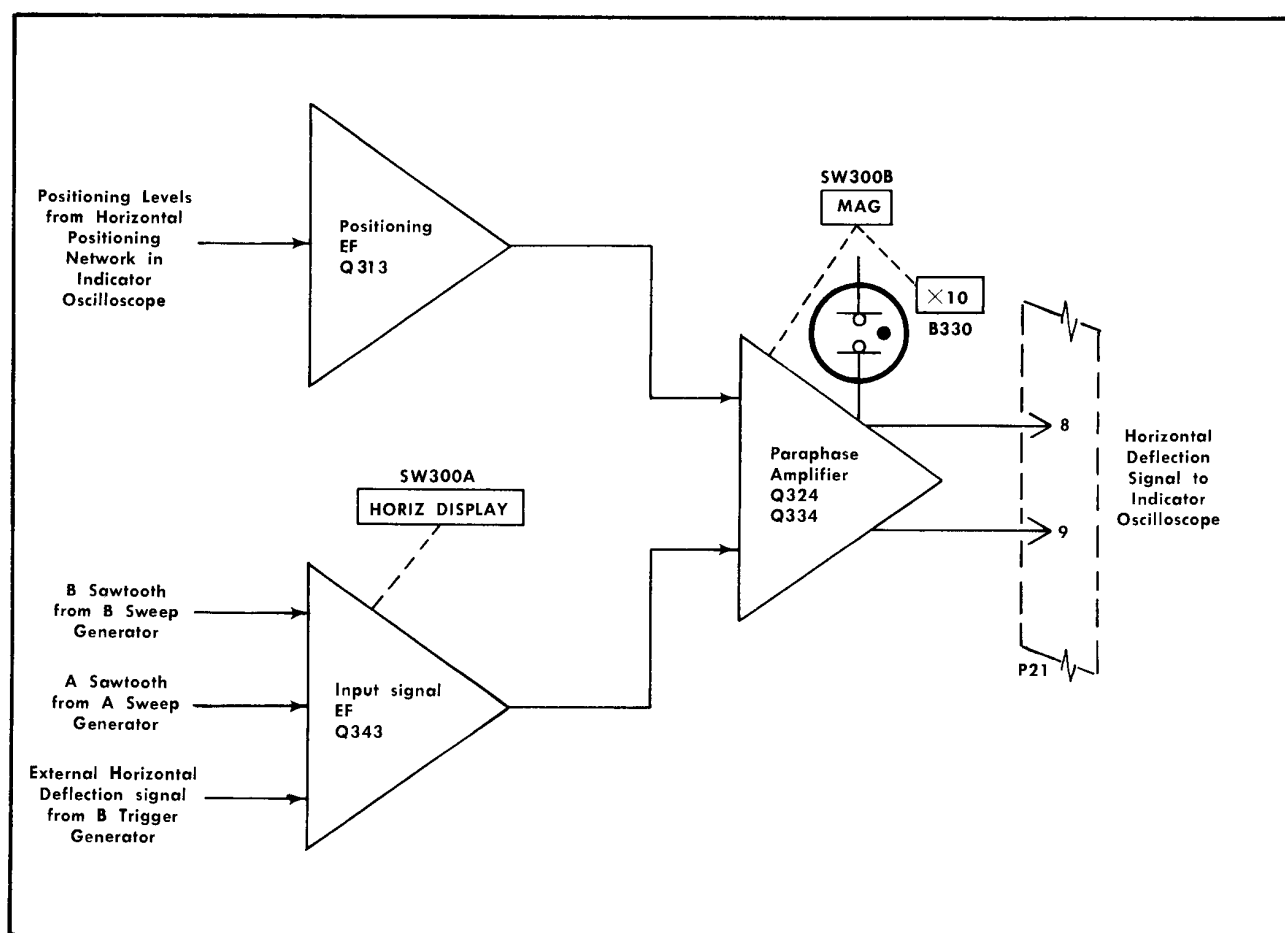 Positioning Levels
from Horizontal
Positioning
Network in
Indicator
Oscilloscope
Positioning
EF
Q313
SW300B
MAG
×10
B330
Paraphase
Amplifier
Q324
Q334
8
9
P21
Horizontal
Deflection
Signal to
Indicator
Oscilloscope
SW300A
HORIZ DISPLAY
B Sawtooth
from B Sweep
Generator
A Sawtooth
from A Sweep
Generator
External Horizontal
Deflection signal
from B Trigger
Generator
Input signal
EF
Q343